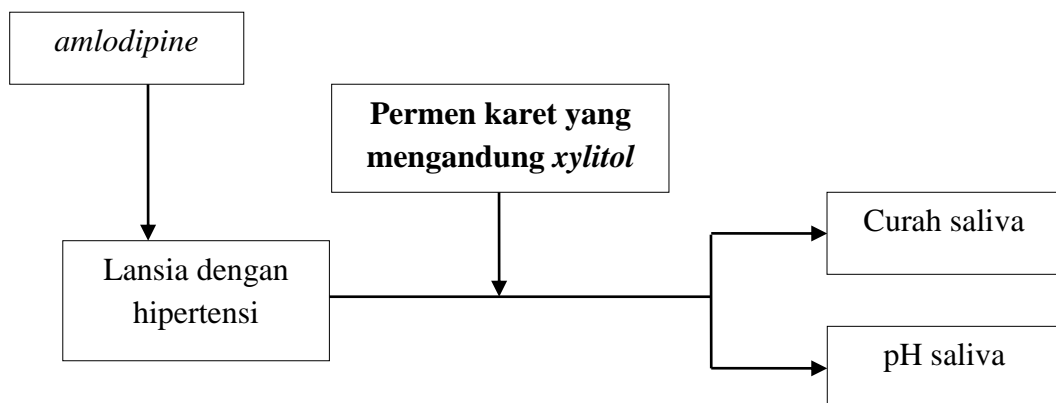 amlodipine
Permen karet yang
mengandung xylitol
Lansia dengan
hipertensi
Curah saliva
pH saliva